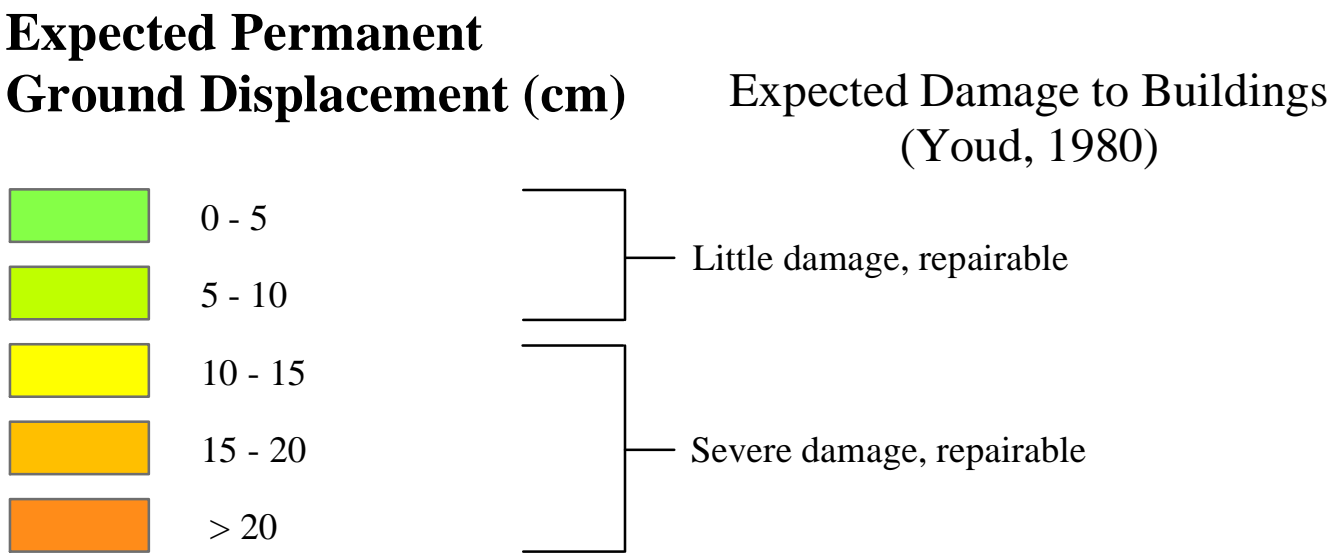 Expected Permanent
Ground Displacement (cm)
Expected Damage to Buildings
(Youd, 1980)
0 - 5
5 - 10
Little damage, repairable
10 - 15
15 - 20
> 20
Severe damage, repairable